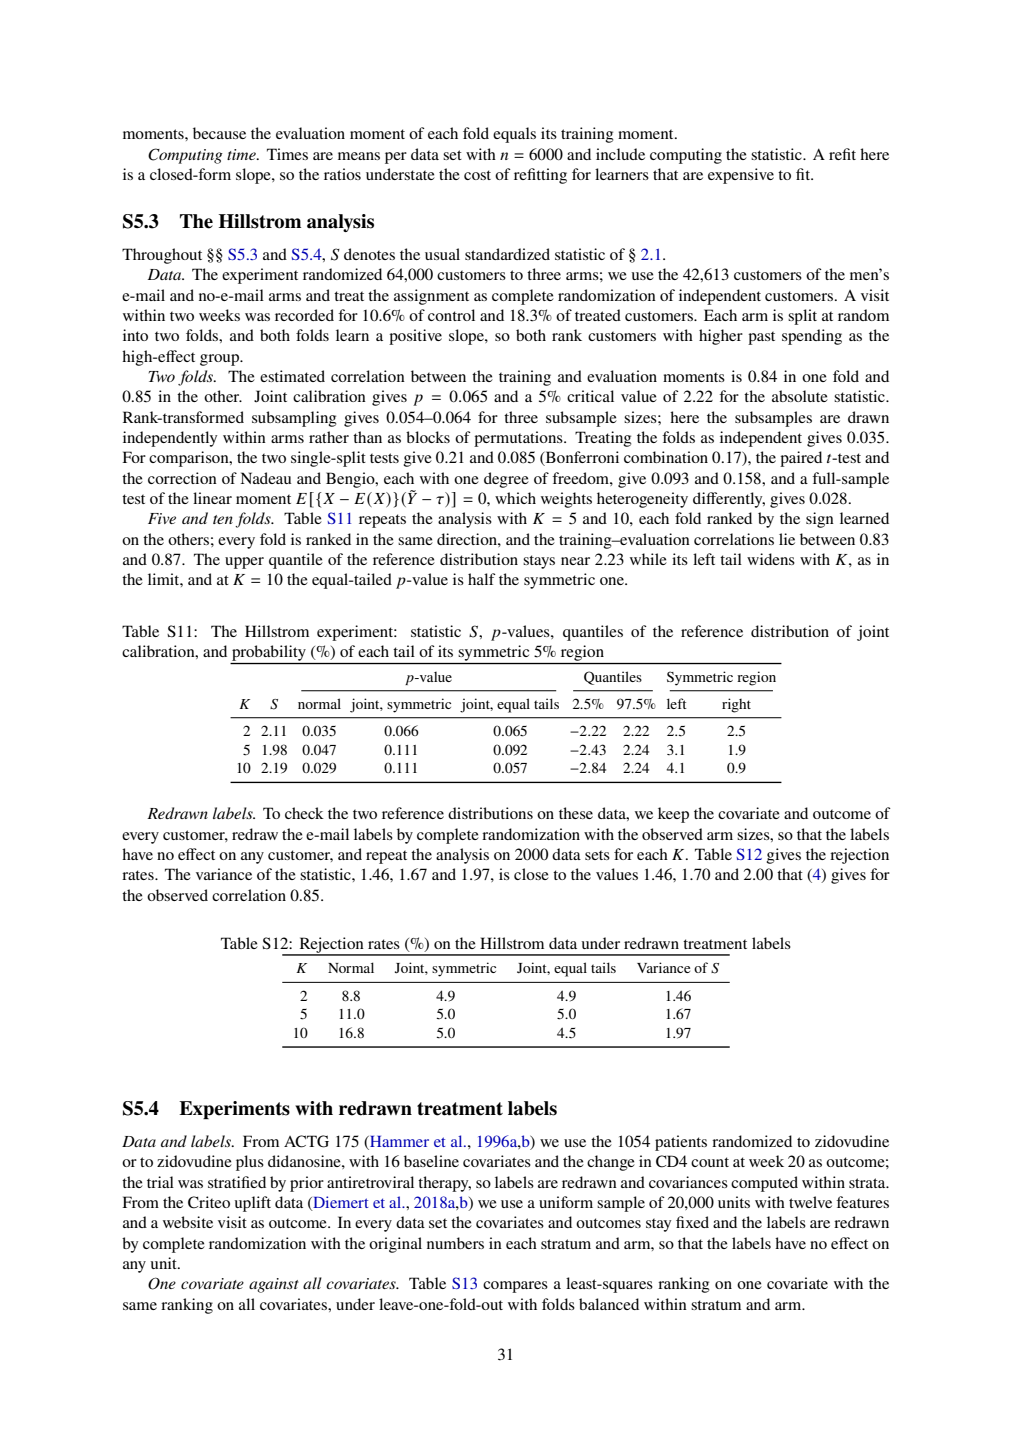 moments, because the evaluation moment of each fold equals its training moment.
Computing time. Times are means per data set with n = 6000 and include computing the statistic. A refit here
is a closed-form slope, so the ratios understate the cost of refitting for learners that are expensive to fit.
S5.3 The Hillstrom analysis
Throughout §§ S5.3 and S5.4, S denotes the usual standardized statistic of § 2.1.
Data. The experiment randomized 64,000 customers to three arms; we use the 42,613 customers of the men's
e-mail and no-e-mail arms and treat the assignment as complete randomization of independent customers. A visit
within two weeks was recorded for 10.6% of control and 18.3% of treated customers. Each arm is split at random
into two folds, and both folds learn a positive slope, so both rank customers with higher past spending as the
high-effect group.
Two folds. The estimated correlation between the training and evaluation moments is 0.84 in one fold and
0.85 in the other. Joint calibration gives p = 0.065 and a 5% critical value of 2.22 for the absolute statistic.
Rank-transformed subsampling gives 0.054–0.064 for three subsample sizes; here the subsamples are drawn
independently within arms rather than as blocks of permutations. Treating the folds as independent gives 0.035.
For comparison, the two single-split tests give 0.21 and 0.085 (Bonferroni combination 0.17), the paired t-test and
the correction of Nadeau and Bengio, each with one degree of freedom, give 0.093 and 0.158, and a full-sample
test of the linear moment E[{X − E(X)}(Ỹ − τ)] = 0, which weights heterogeneity differently, gives 0.028.
Five and ten folds. Table S11 repeats the analysis with K = 5 and 10, each fold ranked by the sign learned
on the others; every fold is ranked in the same direction, and the training–evaluation correlations lie between 0.83
and 0.87. The upper quantile of the reference distribution stays near 2.23 while its left tail widens with K, as in
the limit, and at K = 10 the equal-tailed p-value is half the symmetric one.
Table S11: The Hillstrom experiment: statistic S, p-values, quantiles of the reference distribution of joint
calibration, and probability (%) of each tail of its symmetric 5% region
p-value Quantiles Symmetric region
K S normal joint, symmetric joint, equal tails 2.5% 97.5% left right
2 2.11 0.035 0.066 0.065 −2.22 2.22 2.5 2.5
5 1.98 0.047 0.111 0.092 −2.43 2.24 3.1 1.9
10 2.19 0.029 0.111 0.057 −2.84 2.24 4.1 0.9
Redrawn labels. To check the two reference distributions on these data, we keep the covariate and outcome of
every customer, redraw the e-mail labels by complete randomization with the observed arm sizes, so that the labels
have no effect on any customer, and repeat the analysis on 2000 data sets for each K. Table S12 gives the rejection
rates. The variance of the statistic, 1.46, 1.67 and 1.97, is close to the values 1.46, 1.70 and 2.00 that (4) gives for
the observed correlation 0.85.
Table S12: Rejection rates (%) on the Hillstrom data under redrawn treatment labels
K Normal Joint, symmetric Joint, equal tails Variance of S
2 8.8 4.9 4.9 1.46
5 11.0 5.0 5.0 1.67
10 16.8 5.0 4.5 1.97
S5.4 Experiments with redrawn treatment labels
Data and labels. From ACTG 175 (Hammer et al., 1996a,b) we use the 1054 patients randomized to zidovudine
or to zidovudine plus didanosine, with 16 baseline covariates and the change in CD4 count at week 20 as outcome;
the trial was stratified by prior antiretroviral therapy, so labels are redrawn and covariances computed within strata.
From the Criteo uplift data (Diemert et al., 2018a,b) we use a uniform sample of 20,000 units with twelve features
and a website visit as outcome. In every data set the covariates and outcomes stay fixed and the labels are redrawn
by complete randomization with the original numbers in each stratum and arm, so that the labels have no effect on
any unit.
One covariate against all covariates. Table S13 compares a least-squares ranking on one covariate with the
same ranking on all covariates, under leave-one-fold-out with folds balanced within stratum and arm.
31